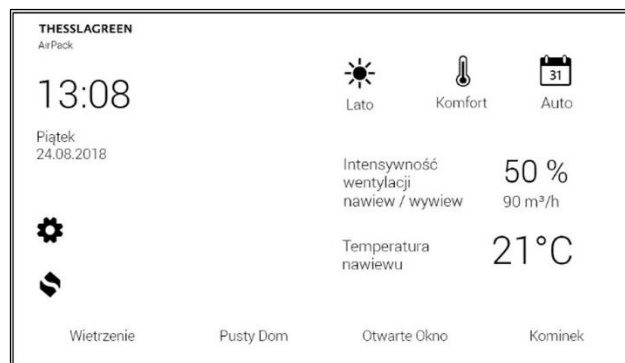 THESSLAGREEN
AirPack
13:08
Piątek
24.08.2018
Lato
Komfort
31
Auto
Intensywność
wentylacji
nawiew / wywiew
50 %
90 m³/h
Temperatura
nawiewu
21°C
Wietrzenie
Pusty Dom
Otwarte Okno
Kominek